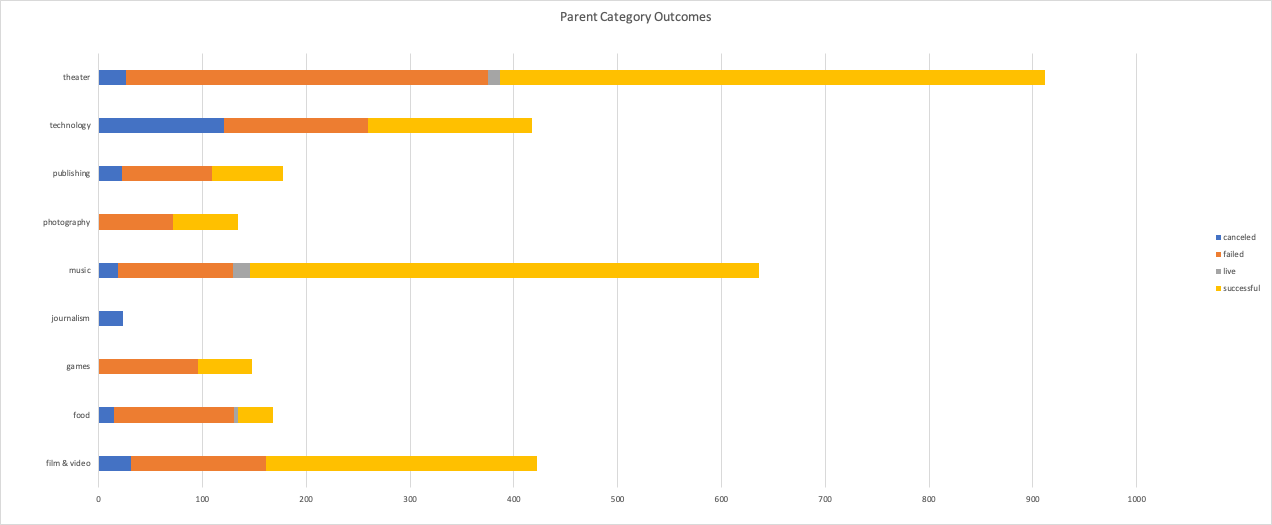 Parent Category Outcomes
theater
technology
publishing
photography
music
journalism
games
food
film & video
canceled
failed
live
successful
0 100 200 300 400 500 600 700 800 900 1000